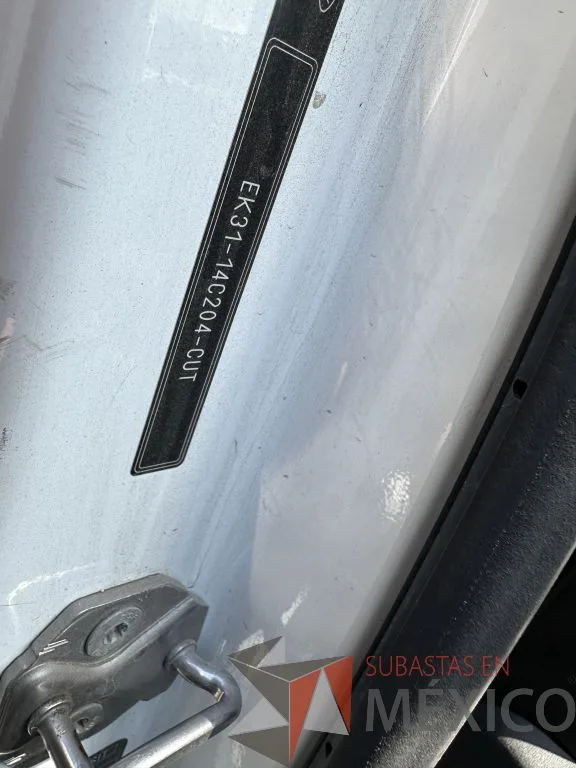 EK31-14C204-CUT
SUBASTAS EN
MÉXICO